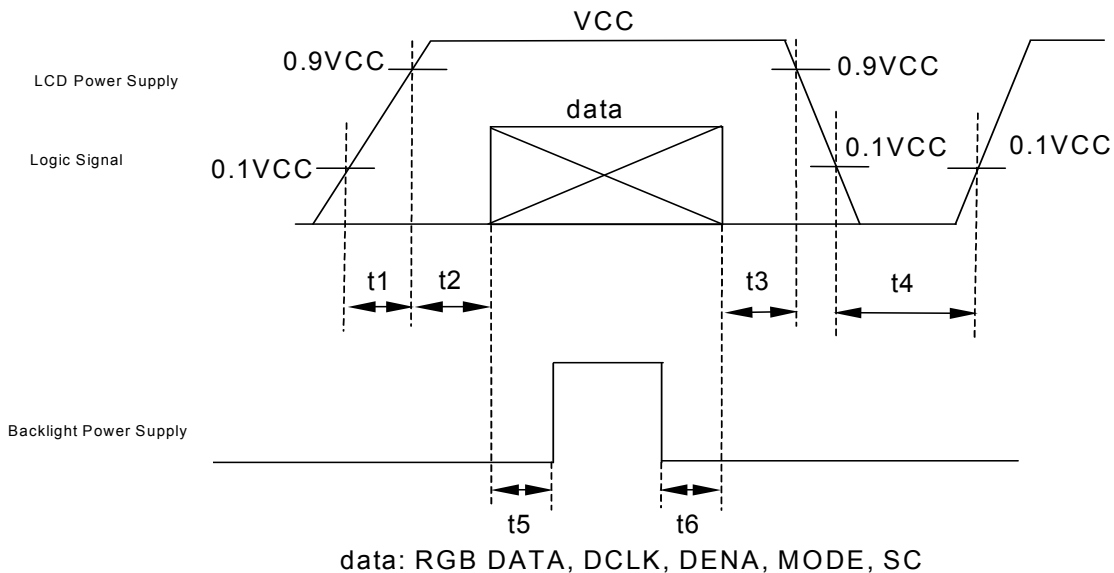 VCC
0.9VCC
0.9VCC
LCD Power Supply
data
Logic Signal
0.1VCC
0.1VCC
0.1VCC
t1
t2
t3
t4
Backlight Power Supply
t5
t6
data: RGB DATA, DCLK, DENA, MODE, SC